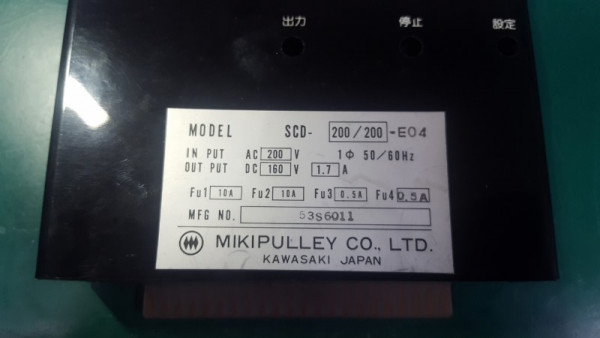 出力 停止 設定
MODEL SCD- 200/200 -E04
IN PUT AC 200 V 1Φ 50/60Hz
OUT PUT DC 160 V 1.7 A
Fu1 10A Fu2 10A Fu3 0.5A Fu4 0.5A
MFG NO. 53S6011
MIKIPULLEY CO., LTD.
KAWASAKI JAPAN